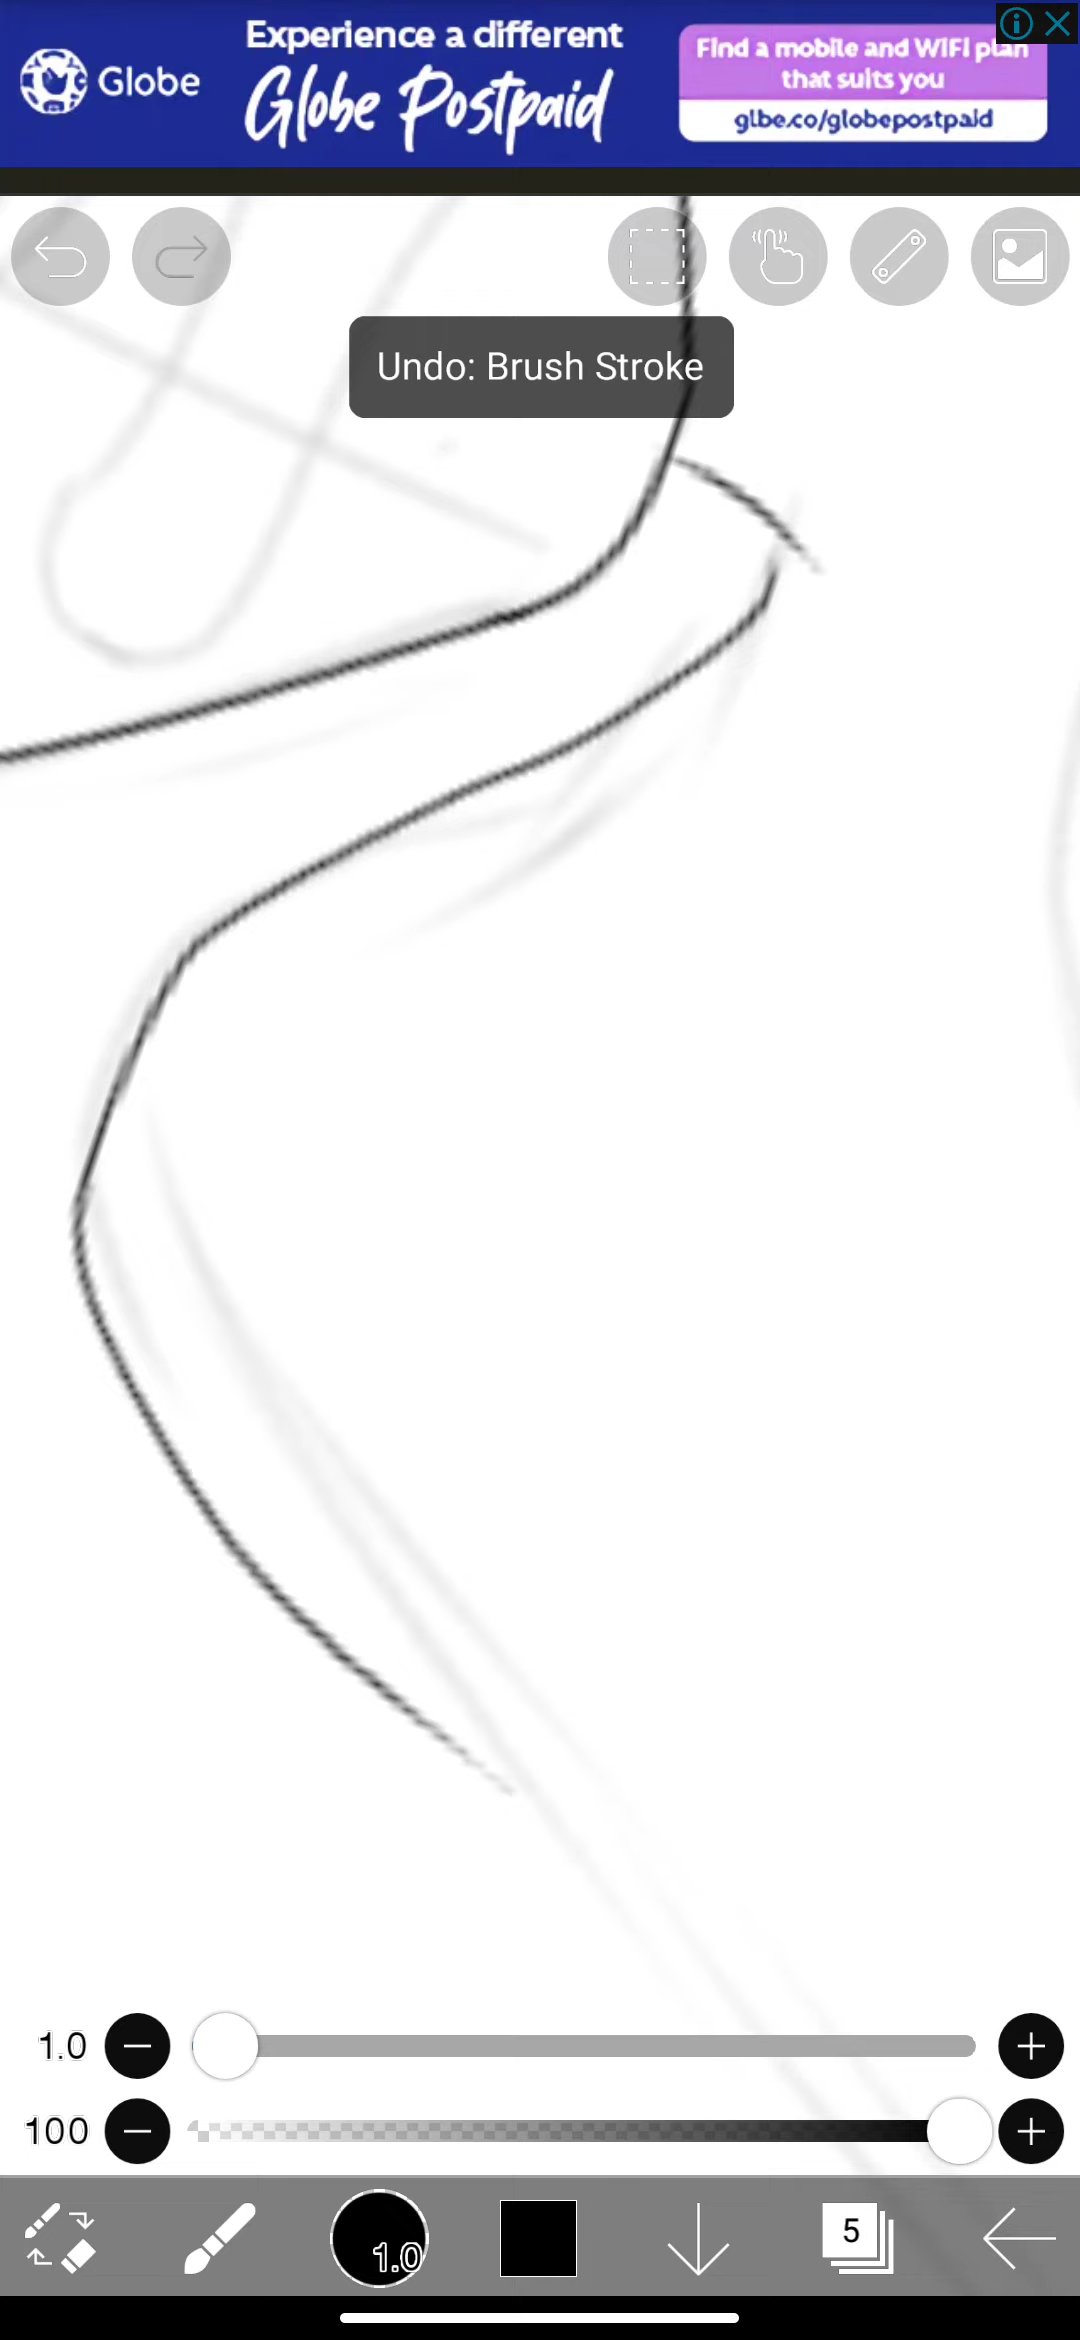 Globe
Experience a different
Globe Postpaid
Find a mobile and WiFi plan
that suits you
glbe.co/globepostpaid
Undo: Brush Stroke
1.0
100
1.0
5